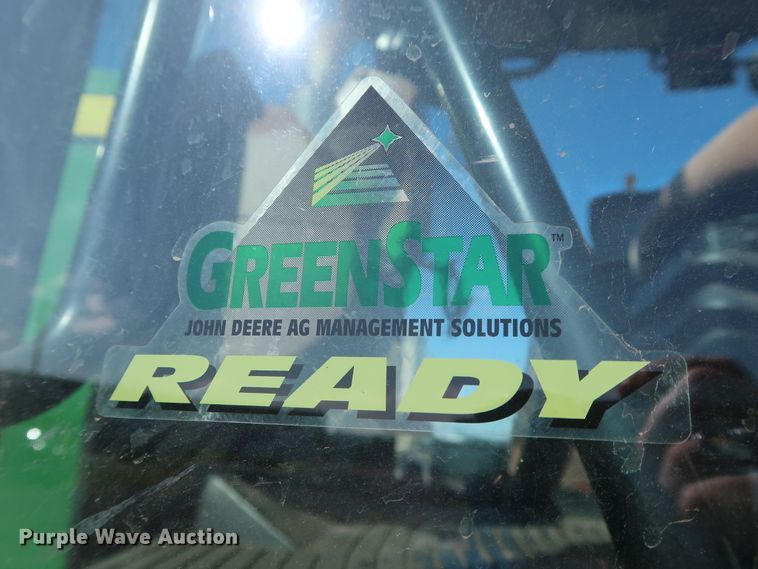 GREENSTAR™
JOHN DEERE AG MANAGEMENT SOLUTIONS
READY
Purple Wave Auction